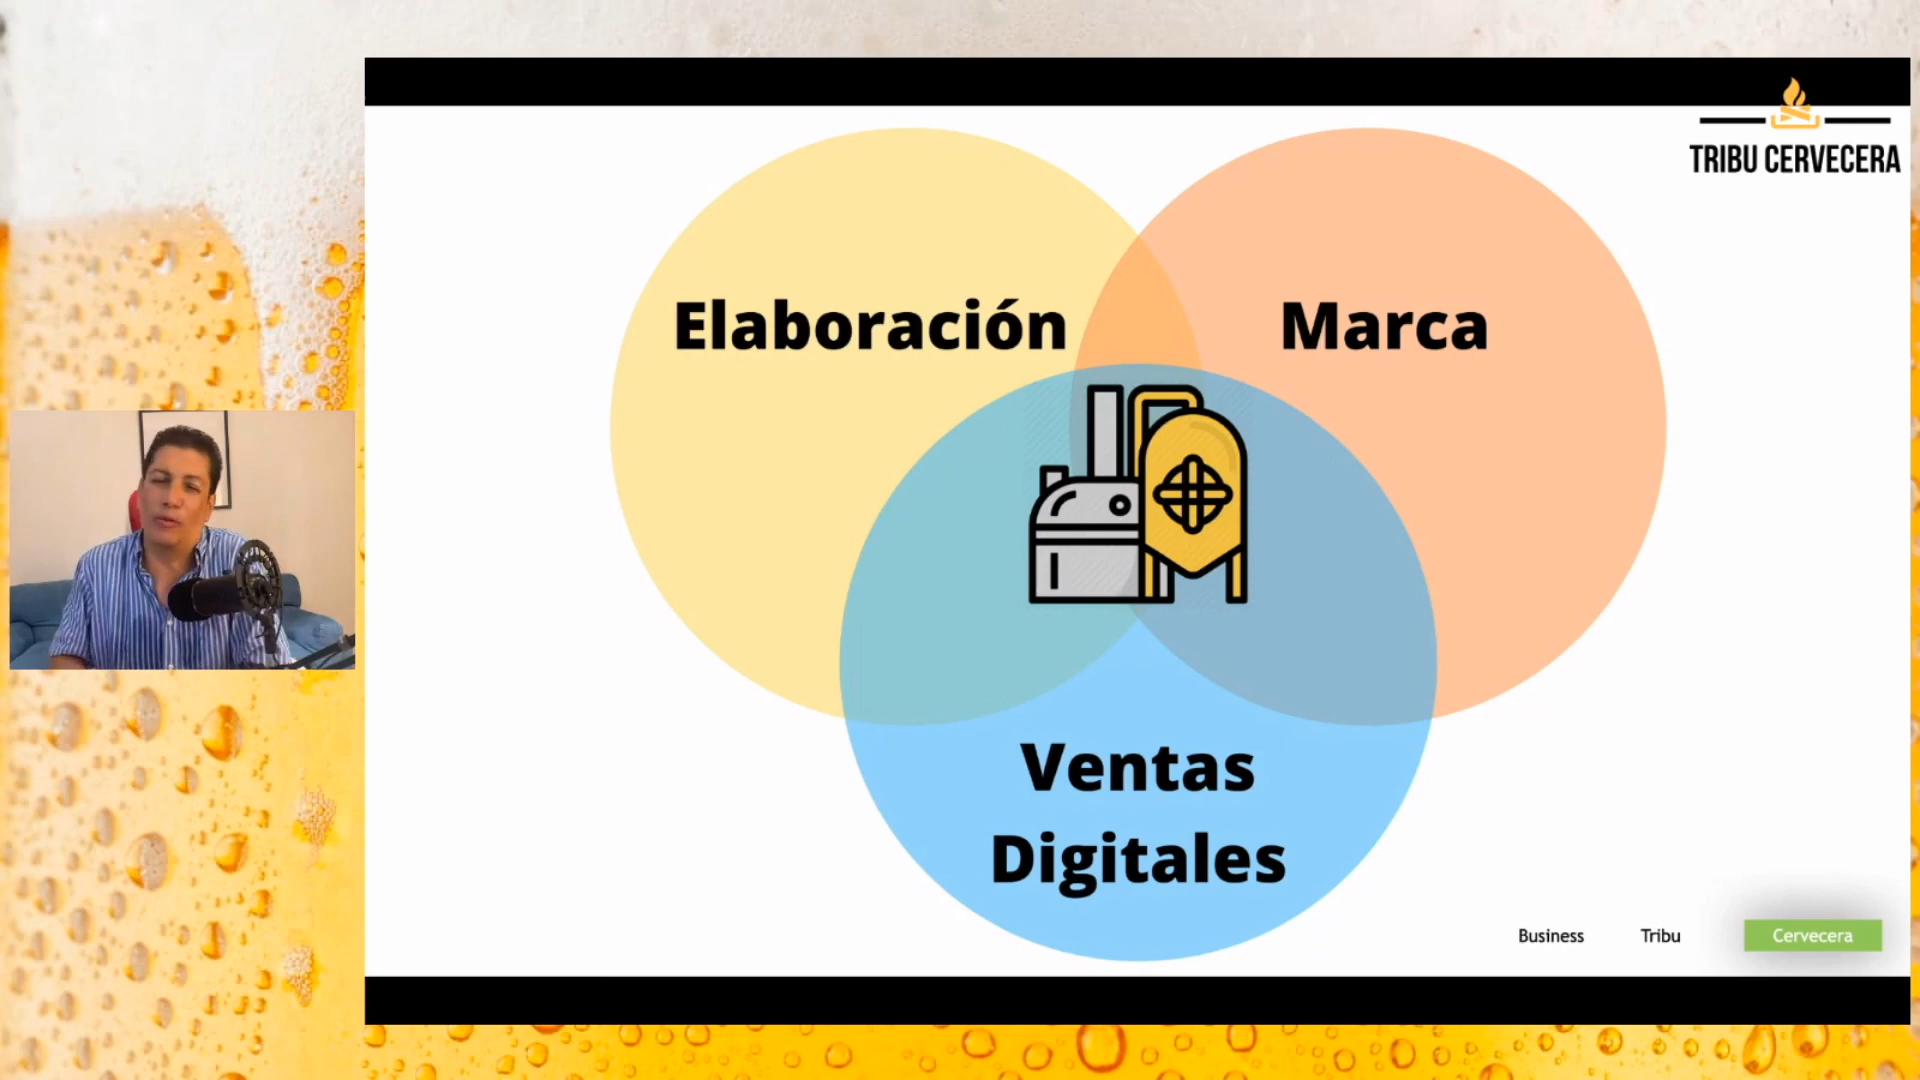 TRIBU CERVECERA
Elaboración
Marca
Ventas
Digitales
Business
Tribu
Cervecera